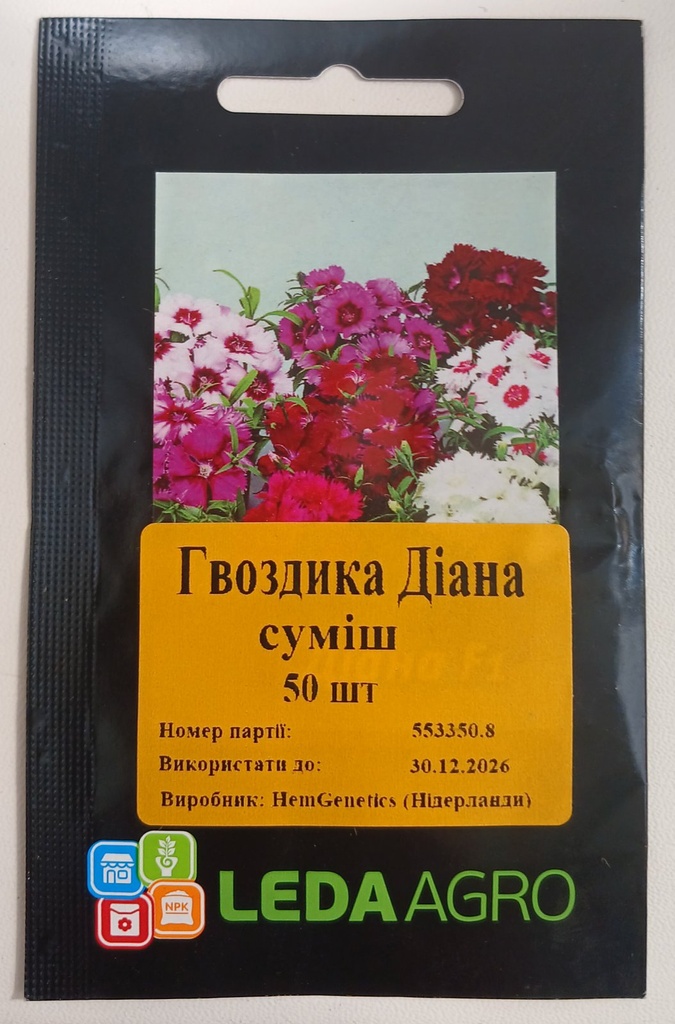 Гвоздика Діана
суміш
50 шт
Номер партії: 553350.8
Використати до: 30.12.2026
Виробник: HemGenetics (Нідерланди)
NPK
LEDA AGRO